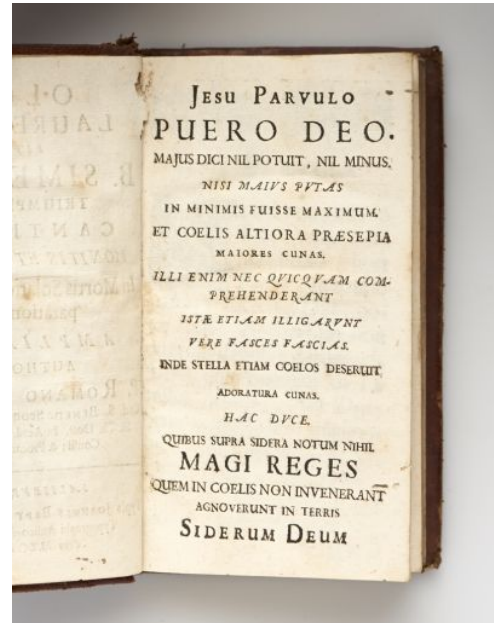 JESU PARVULO
PUERO DEO.
MAJUS DICI NIL POTUIT, NIL MINUS.
NISI MAIVS PVTAS
IN MINIMIS FUISSE MAXIMUM.
ET COELIS ALTIORA PRÆSEPIA
MAIORES CUNAS.
ILLI ENIM NEC QVICQVAM COM-
PREHENDERANT
ISTÆ ETIAM ILLIGARVNT
VERE FASCES FASCIAS.
INDE STELLA ETIAM COELOS DESERUIT
ADORATURA CUNAS.
HAC DVCE.
QUIBUS SUPRA SIDERA NOTUM NIHIL
MAGI REGES
QUEM IN COELIS NON INVENERANT
AGNOVERUNT IN TERRIS
SIDERUM DEUM